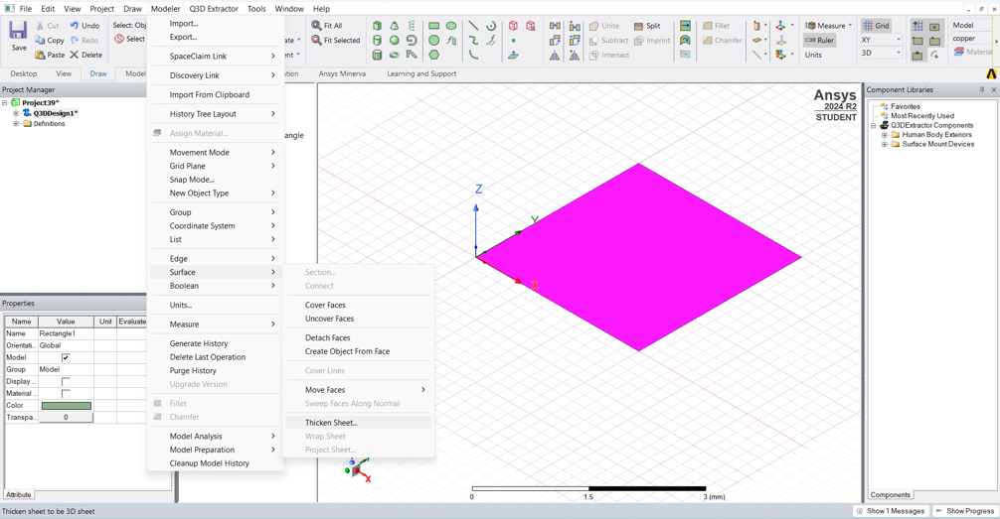 File Edit View Project Draw Modeler Q3D Extractor Tools Window Help
Save
Cut
Copy
Paste
Undo
Redo
Delete
Select: Obj
Select
Fit All
Fit Selected
Unite
Subtract
Intersect
Split
Imprint
Fillet
Chamfer
Measure
Ruler
Units
Grid
XY
3D
Model
copper
Material
Desktop View Draw Model
Ansys Minerva Learning and Support
Project Manager
Project39*
Q3DDesign1*
Definitions
Import...
Export...
SpaceClaim Link
Discovery Link
Import From Clipboard
History Tree Layout
Assign Material...
Movement Mode
Grid Plane
Snap Mode...
New Object Type
Group
Coordinate System
List
Edge
Surface
Boolean
Units...
Measure
Generate History
Delete Last Operation
Purge History
Upgrade Version
Fillet
Chamfer
Model Analysis
Model Preparation
Cleanup Model History
Section...
Connect
Cover Faces
Uncover Faces
Detach Faces
Create Object From Face
Cover Lines
Move Faces
Sweep Faces Along Normal
Thicken Sheet...
Wrap Sheet
Project Sheet...
angle
Ansys
2024 R2
STUDENT
Z
Y
X
X
0 1.5 3 (mm)
Properties
Name Value Unit Evaluate
Name Rectangle1
Orientati... Global
Model
Group Model
Display ...
Material ...
Color
Transpa... 0
Attribute
Component Libraries
Favorites
Most Recently Used
Q3DExtractor Components
Human Body Exteriors
Surface Mount Devices
Components
Thicken sheet to be 3D sheet
Show 1 Messages Show Progress